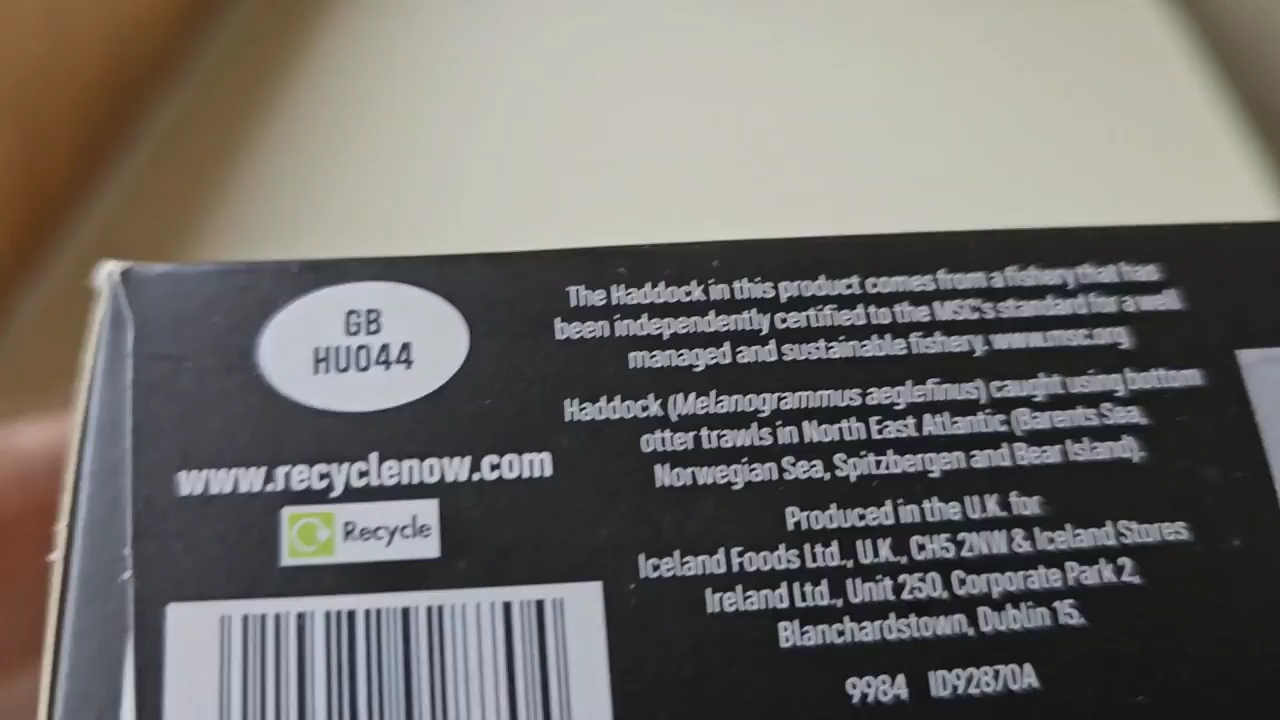 GB
HU044
www.recyclenow.com
Recycle
The Haddock in this product comes from a fishery that has
been independently certified to the MSC's standard for a well
managed and sustainable fishery. www.msc.org
Haddock (Melanogrammus aeglefinus) caught using bottom
otter trawls in North East Atlantic (Barents Sea,
Norwegian Sea, Spitzbergen and Bear Island).
Produced in the U.K. for
Iceland Foods Ltd., U.K., CH5 2NW & Iceland Stores
Ireland Ltd., Unit 250, Corporate Park 2,
Blanchardstown, Dublin 15.
9984 ID92870A